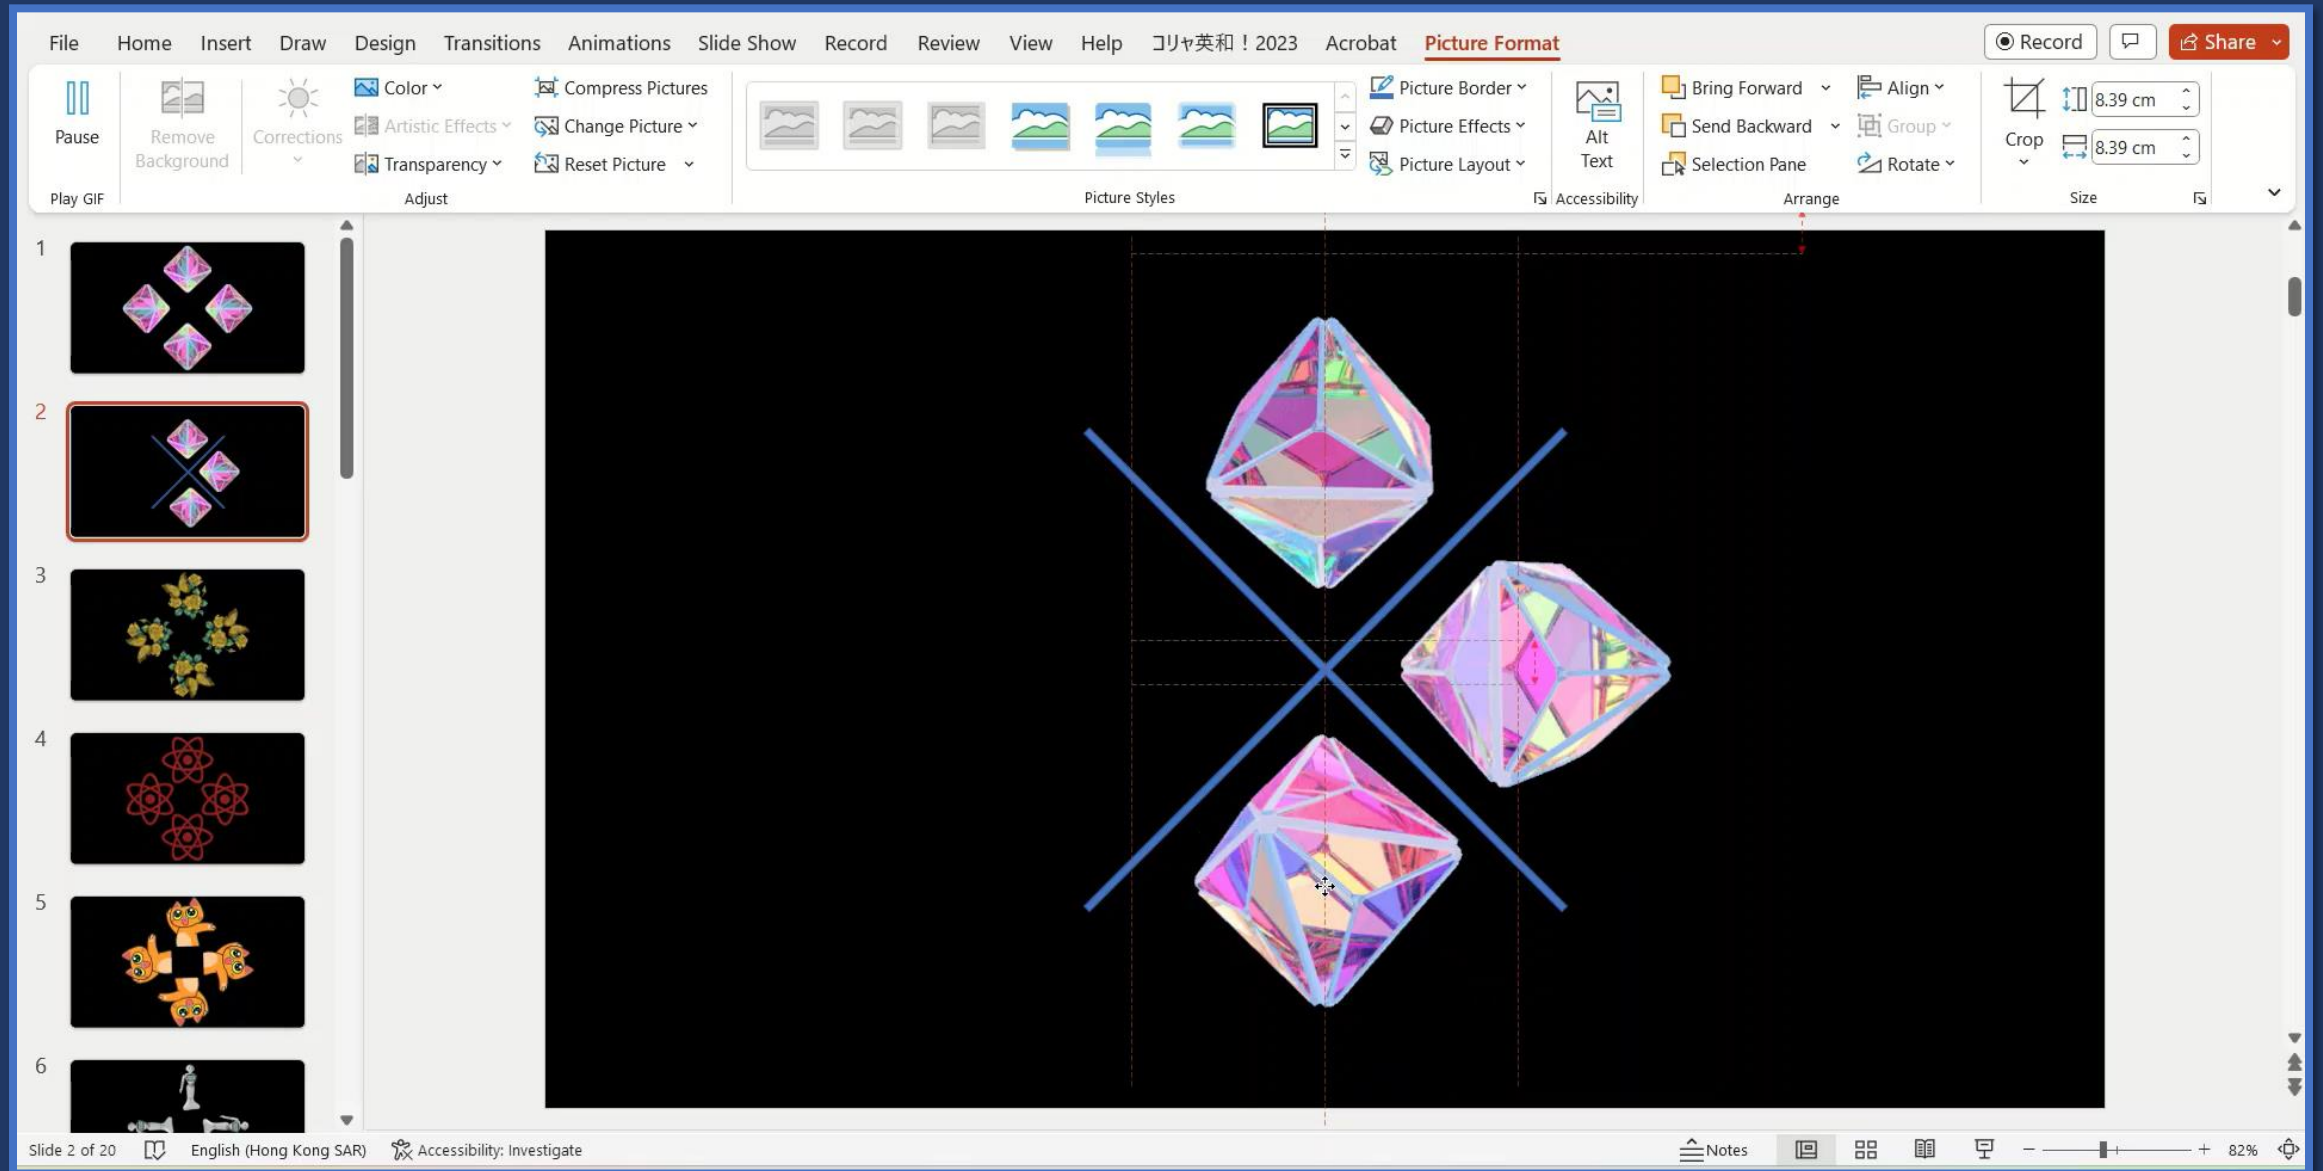 File Home Insert Draw Design Transitions Animations Slide Show Record Review View Help コリャ英和！2023 Acrobat Picture Format Record Share
Pause
Play GIF
Remove
Background
Corrections
Color
Artistic Effects
Transparency
Compress Pictures
Change Picture
Reset Picture
Adjust
Picture Styles
Picture Border
Picture Effects
Picture Layout
Alt
Text
Accessibility
Bring Forward
Send Backward
Selection Pane
Align
Group
Rotate
Arrange
Crop
8.39 cm
8.39 cm
Size
1
2
3
4
5
6
Slide 2 of 20 English (Hong Kong SAR) Accessibility: Investigate Notes 82%